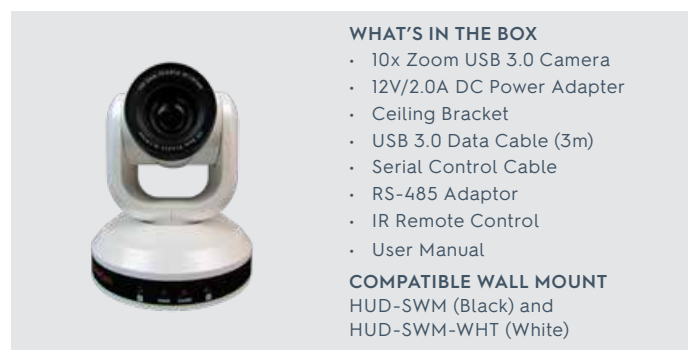 WHAT'S IN THE BOX
• 10x Zoom USB 3.0 Camera
• 12V/2.0A DC Power Adapter
• Ceiling Bracket
• USB 3.0 Data Cable (3m)
• Serial Control Cable
• RS-485 Adaptor
• IR Remote Control
• User Manual
COMPATIBLE WALL MOUNT
HUD-SWM (Black) and
HUD-SWM-WHT (White)